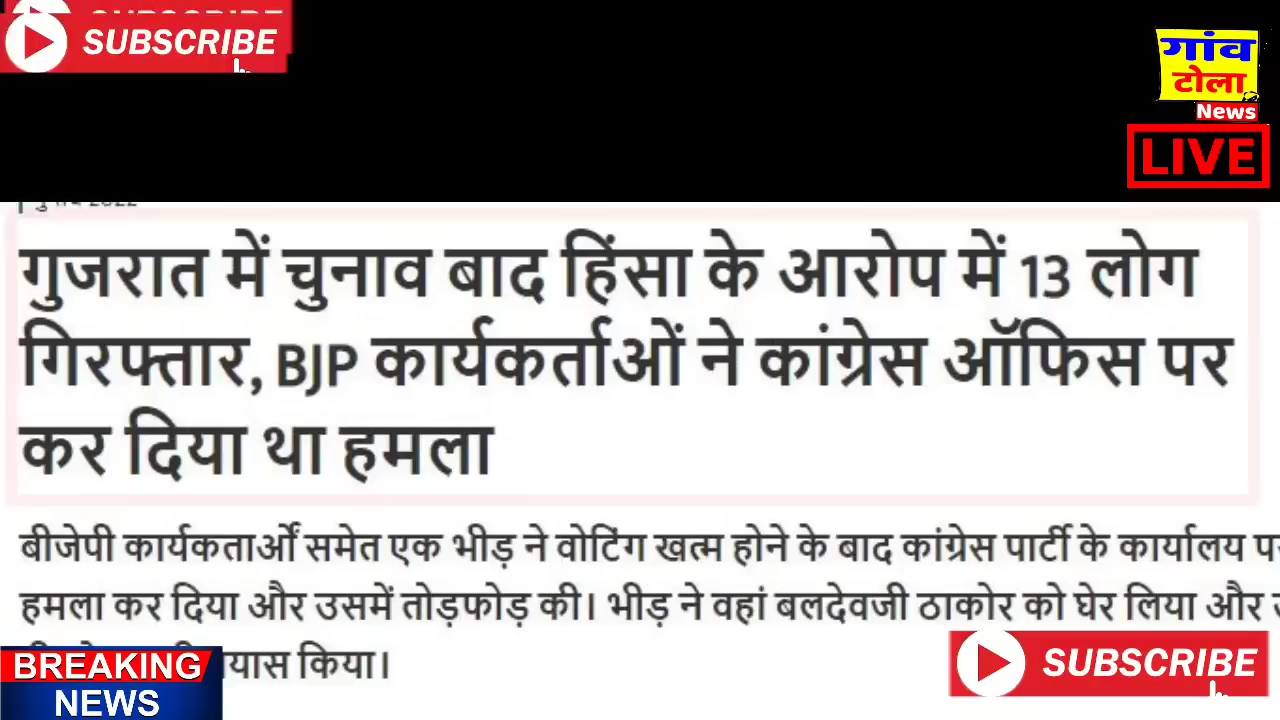 SUBSCRIBE
गांव
टोला
News
LIVE
गुजरात में चुनाव बाद हिंसा के आरोप में 13 लोग
गिरफ्तार, BJP कार्यकर्ताओं ने कांग्रेस ऑफिस पर
कर दिया था हमला
बीजेपी कार्यकर्ताओं समेत एक भीड़ ने वोटिंग खत्म होने के बाद कांग्रेस पार्टी के कार्यालय
हमला कर दिया और उसमें तोड़फोड़ की। भीड़ ने वहां बलदेवजी ठाकोर को घेर लिया और
किया।
BREAKING
NEWS
SUBSCRIBE